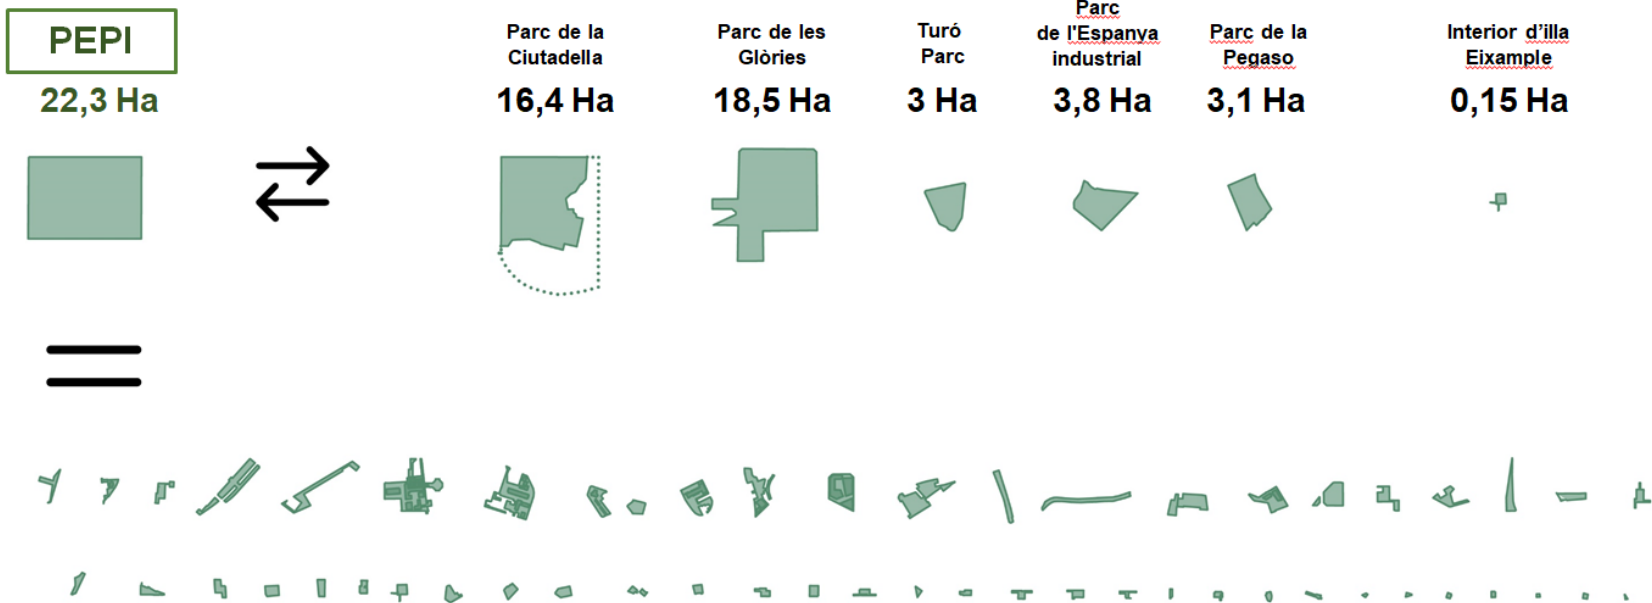 PEPI
22,3 Ha
Parc de la
Ciutadella
16,4 Ha
Parc de les
Glòries
18,5 Ha
Turó
Parc
3 Ha
Parc
de l'Espanya
industrial
3,8 Ha
Parc de la
Pegaso
3,1 Ha
Interior d’illa
Eixample
0,15 Ha